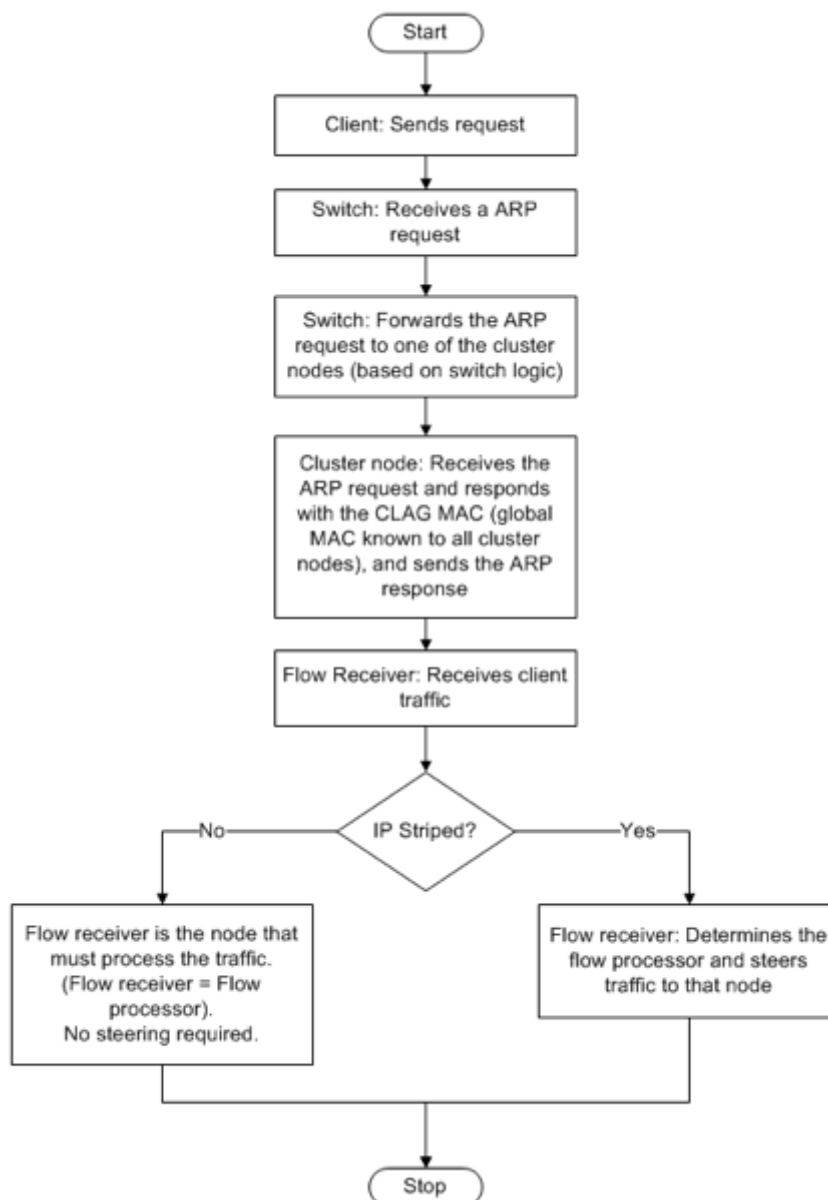 Start
Client: Sends request
Switch: Receives a ARP
request
Switch: Forwards the ARP
request to one of the cluster
nodes (based on switch logic)
Cluster node: Receives the
ARP request and responds
with the CLAG MAC (global
MAC known to all cluster
nodes), and sends the ARP
response
Flow Receiver: Receives client
traffic
IP Striped?
No
Yes
Flow receiver is the node that
must process the traffic.
(Flow receiver = Flow
processor).
No steering required.
Flow receiver: Determines the
flow processor and steers
traffic to that node
Stop